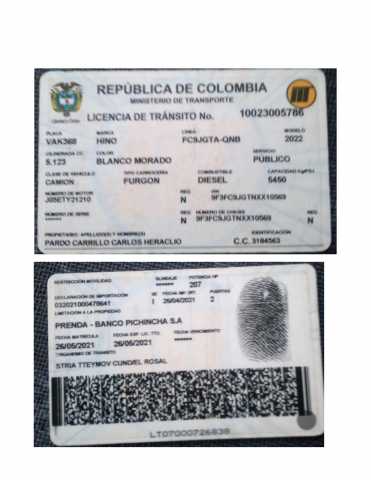 REPÚBLICA DE COLOMBIA
MINISTERIO DE TRANSPORTE
LICENCIA DE TRÁNSITO No. 10023005786
PLACA MARCA LINEA MODELO
VAK368 HINO FC9JGTA-QNB 2022
CILINDRADA CC COLOR SERVICIO
5.123 BLANCO MORADO PÚBLICO
CLASE DE VEHÍCULO TIPO CARROCERÍA COMBUSTIBLE CAPACIDAD Kg/PSJ
CAMION FURGON DIESEL 5450
NUMERO DE MOTOR REG VIN
J05ETY21210 N 9F3FC9JGTNXX10569
NUMERO DE SERIE REG NUMERO DE CHASIS REG
****** N 9F3FC9JGTNXX10569 N
PROPIETARIO: APELLIDO(S) Y NOMBRE(S) IDENTIFICACIÓN
PARDO CARRILLO CARLOS HERACLIO C.C. 3184563
RESTRICCIÓN MOVILIDAD BLINDAJE POTENCIA HP
****** 207
DECLARACIÓN DE IMPORTACIÓN I/E FECHA IMP. PUERTAS
032021000479641 I 26/04/2021 2
LIMITACIÓN A LA PROPIEDAD
PRENDA - BANCO PICHINCHA S.A
FECHA MATRICULA FECHA EXP. LIC. TTO. FECHA VENCIMIENTO
26/05/2021 26/05/2021 ******
ORGANISMO DE TRÁNSITO
STRIA TTEYMOV CUND/EL ROSAL
LT07000726838